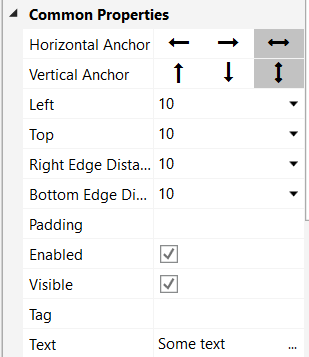 Common Properties
Horizontal Anchor
Vertical Anchor
Left 10
Top 10
Right Edge Dista... 10
Bottom Edge Di... 10
Padding
Enabled
Visible
Tag
Text Some text ...